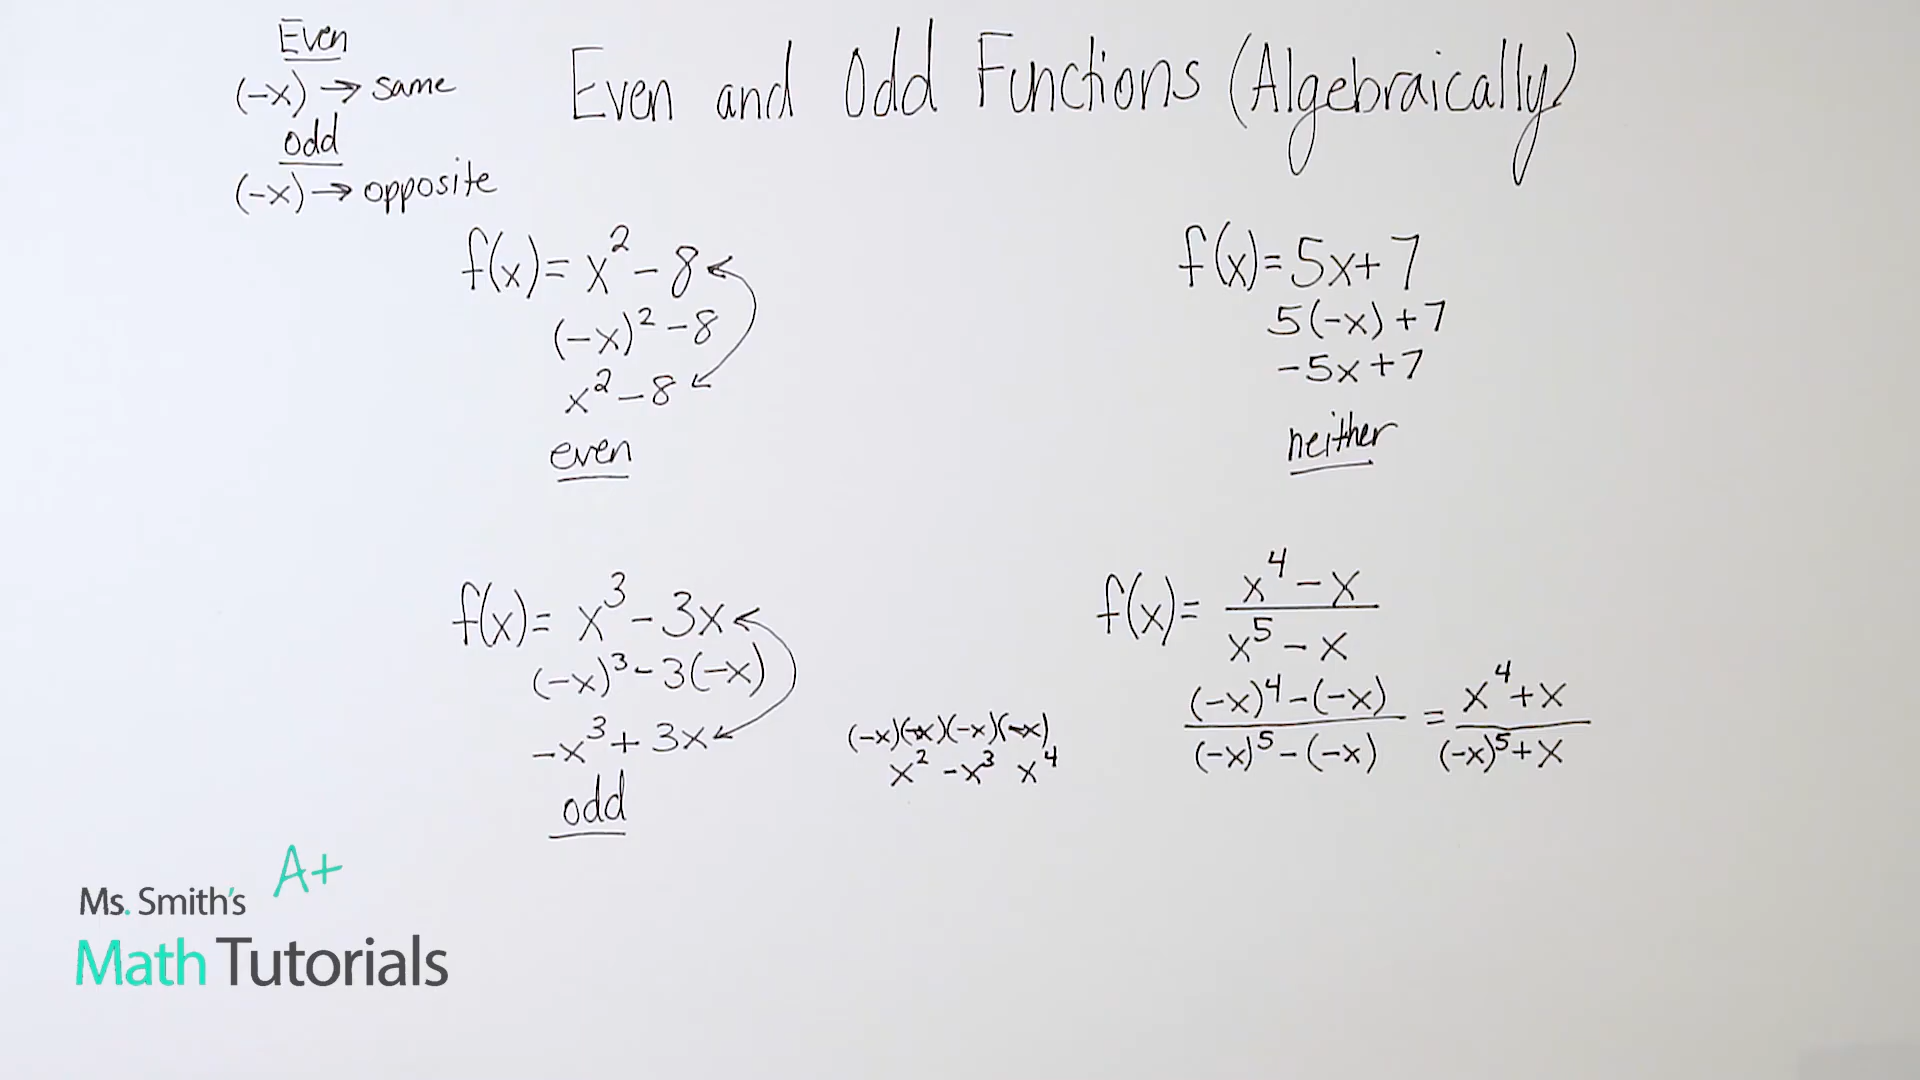 Even
(-x) → same
odd
(-x) → opposite
Even and Odd Functions (Algebraically)
f(x) = x² - 8
(-x)² - 8
x² - 8
even
f(x) = 5x + 7
5(-x) + 7
-5x + 7
neither
f(x) = x³ - 3x
(-x)³ - 3(-x)
-x³ + 3x
odd
(-x)(-x)(-x)(-x)
x² -x³ x⁴
f(x) = x⁴ - x
x⁵ - x
(-x)⁴ - (-x) = x⁴ + x
(-x)⁵ - (-x) (-x)⁵ + x
Ms. Smith's A+
Math Tutorials